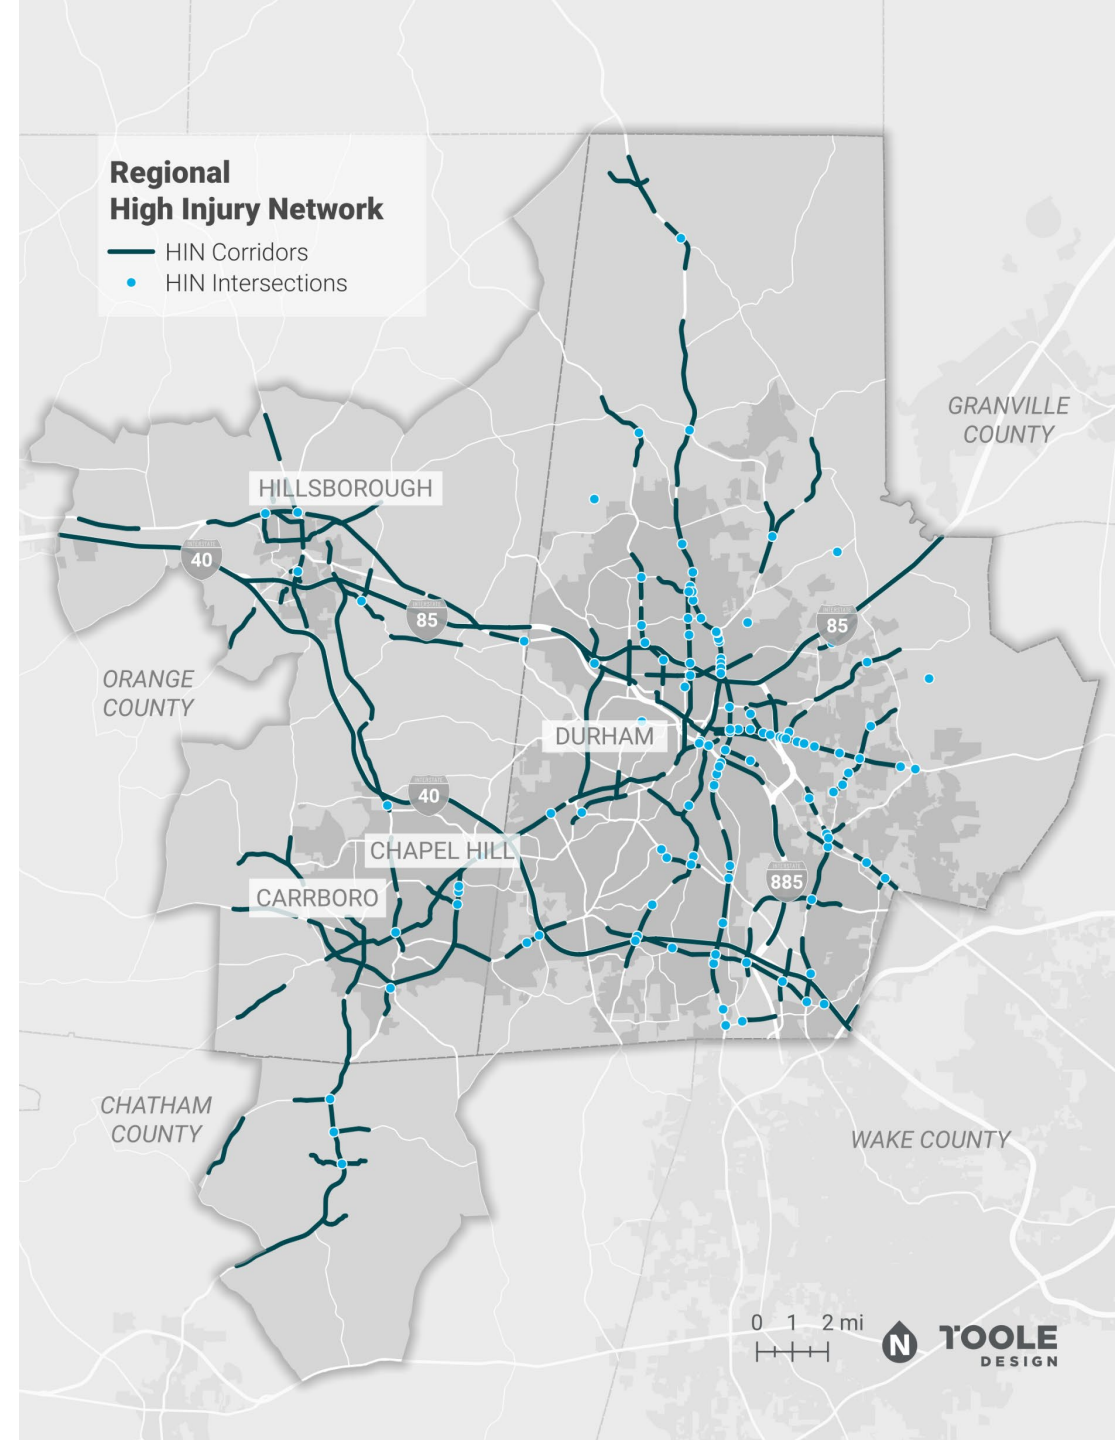 Regional
High Injury Network
HIN Corridors
HIN Intersections
GRANVILLE
COUNTY
HILLSBOROUGH
40
85
85
ORANGE
COUNTY
DURHAM
40
CHAPEL HILL
885
CARRBORO
CHATHAM
COUNTY
WAKE COUNTY
0 1 2 mi
N
TOOLE
DESIGN